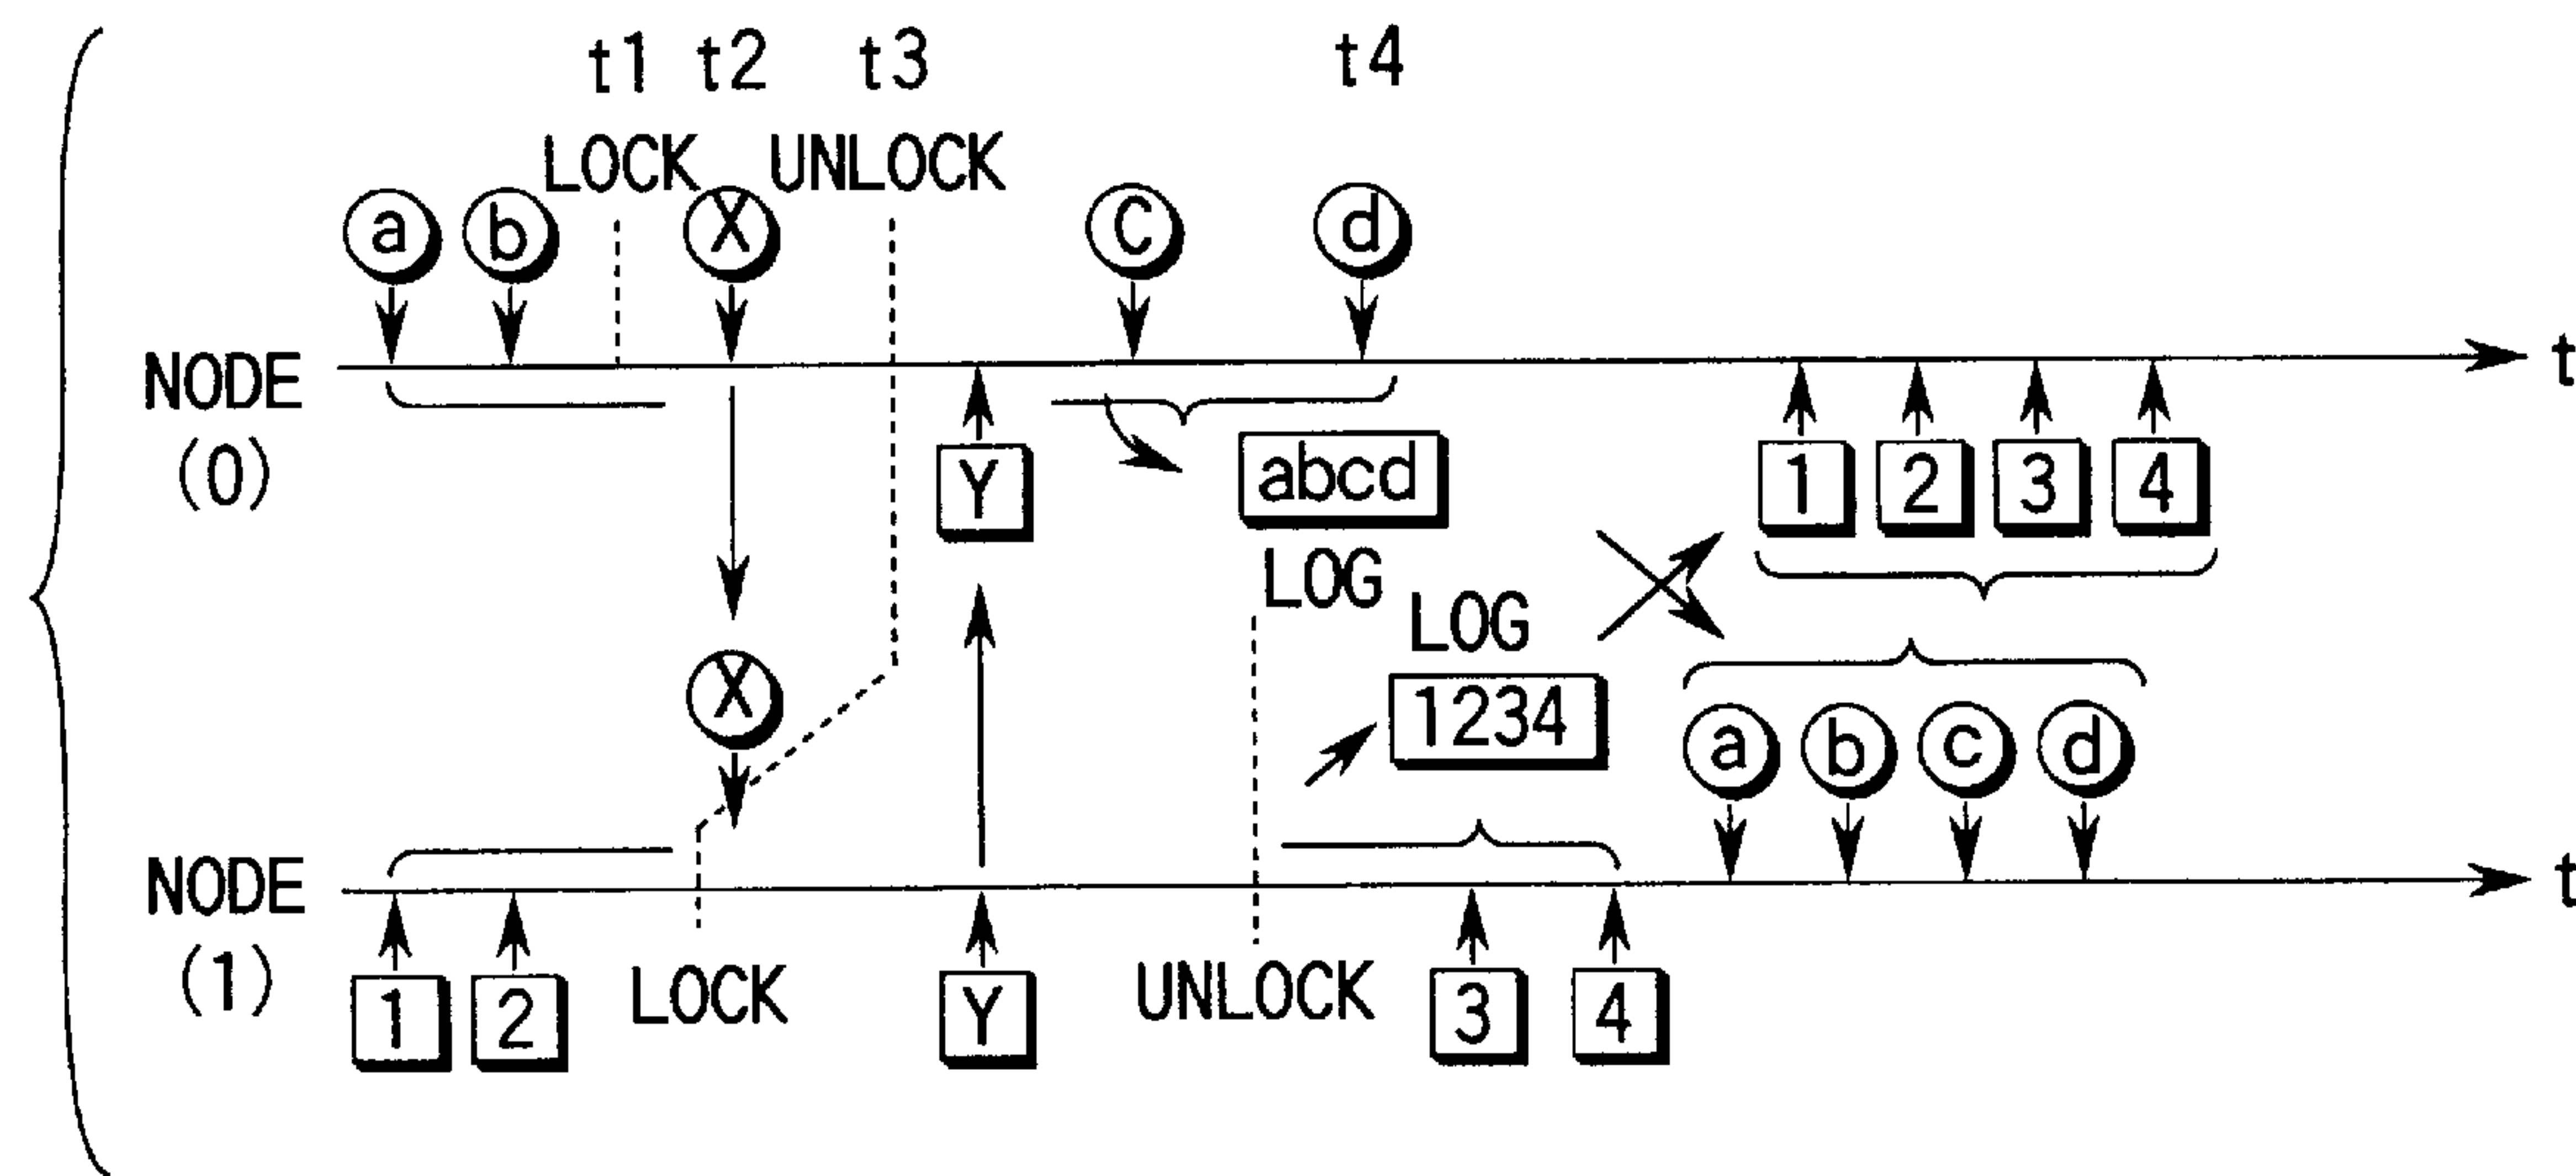 t1 t2 t3 t4
LOCK UNLOCK
a b X C d
NODE t
(0)
Y abcd 1 2 3 4
LOG
LOG
X 1234
a b c d
NODE t
(1)
LOCK UNLOCK
1 2 Y 3 4